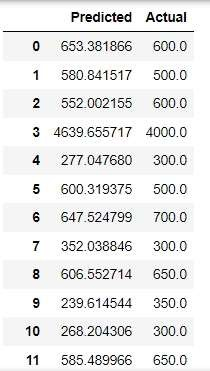 Predicted Actual
0 653.381866 600.0
1 580.841517 500.0
2 552.002155 600.0
3 4639.655717 4000.0
4 277.047680 300.0
5 600.319375 500.0
6 647.524799 700.0
7 352.038846 300.0
8 606.552714 650.0
9 239.614544 350.0
10 268.204306 300.0
11 585.489966 650.0